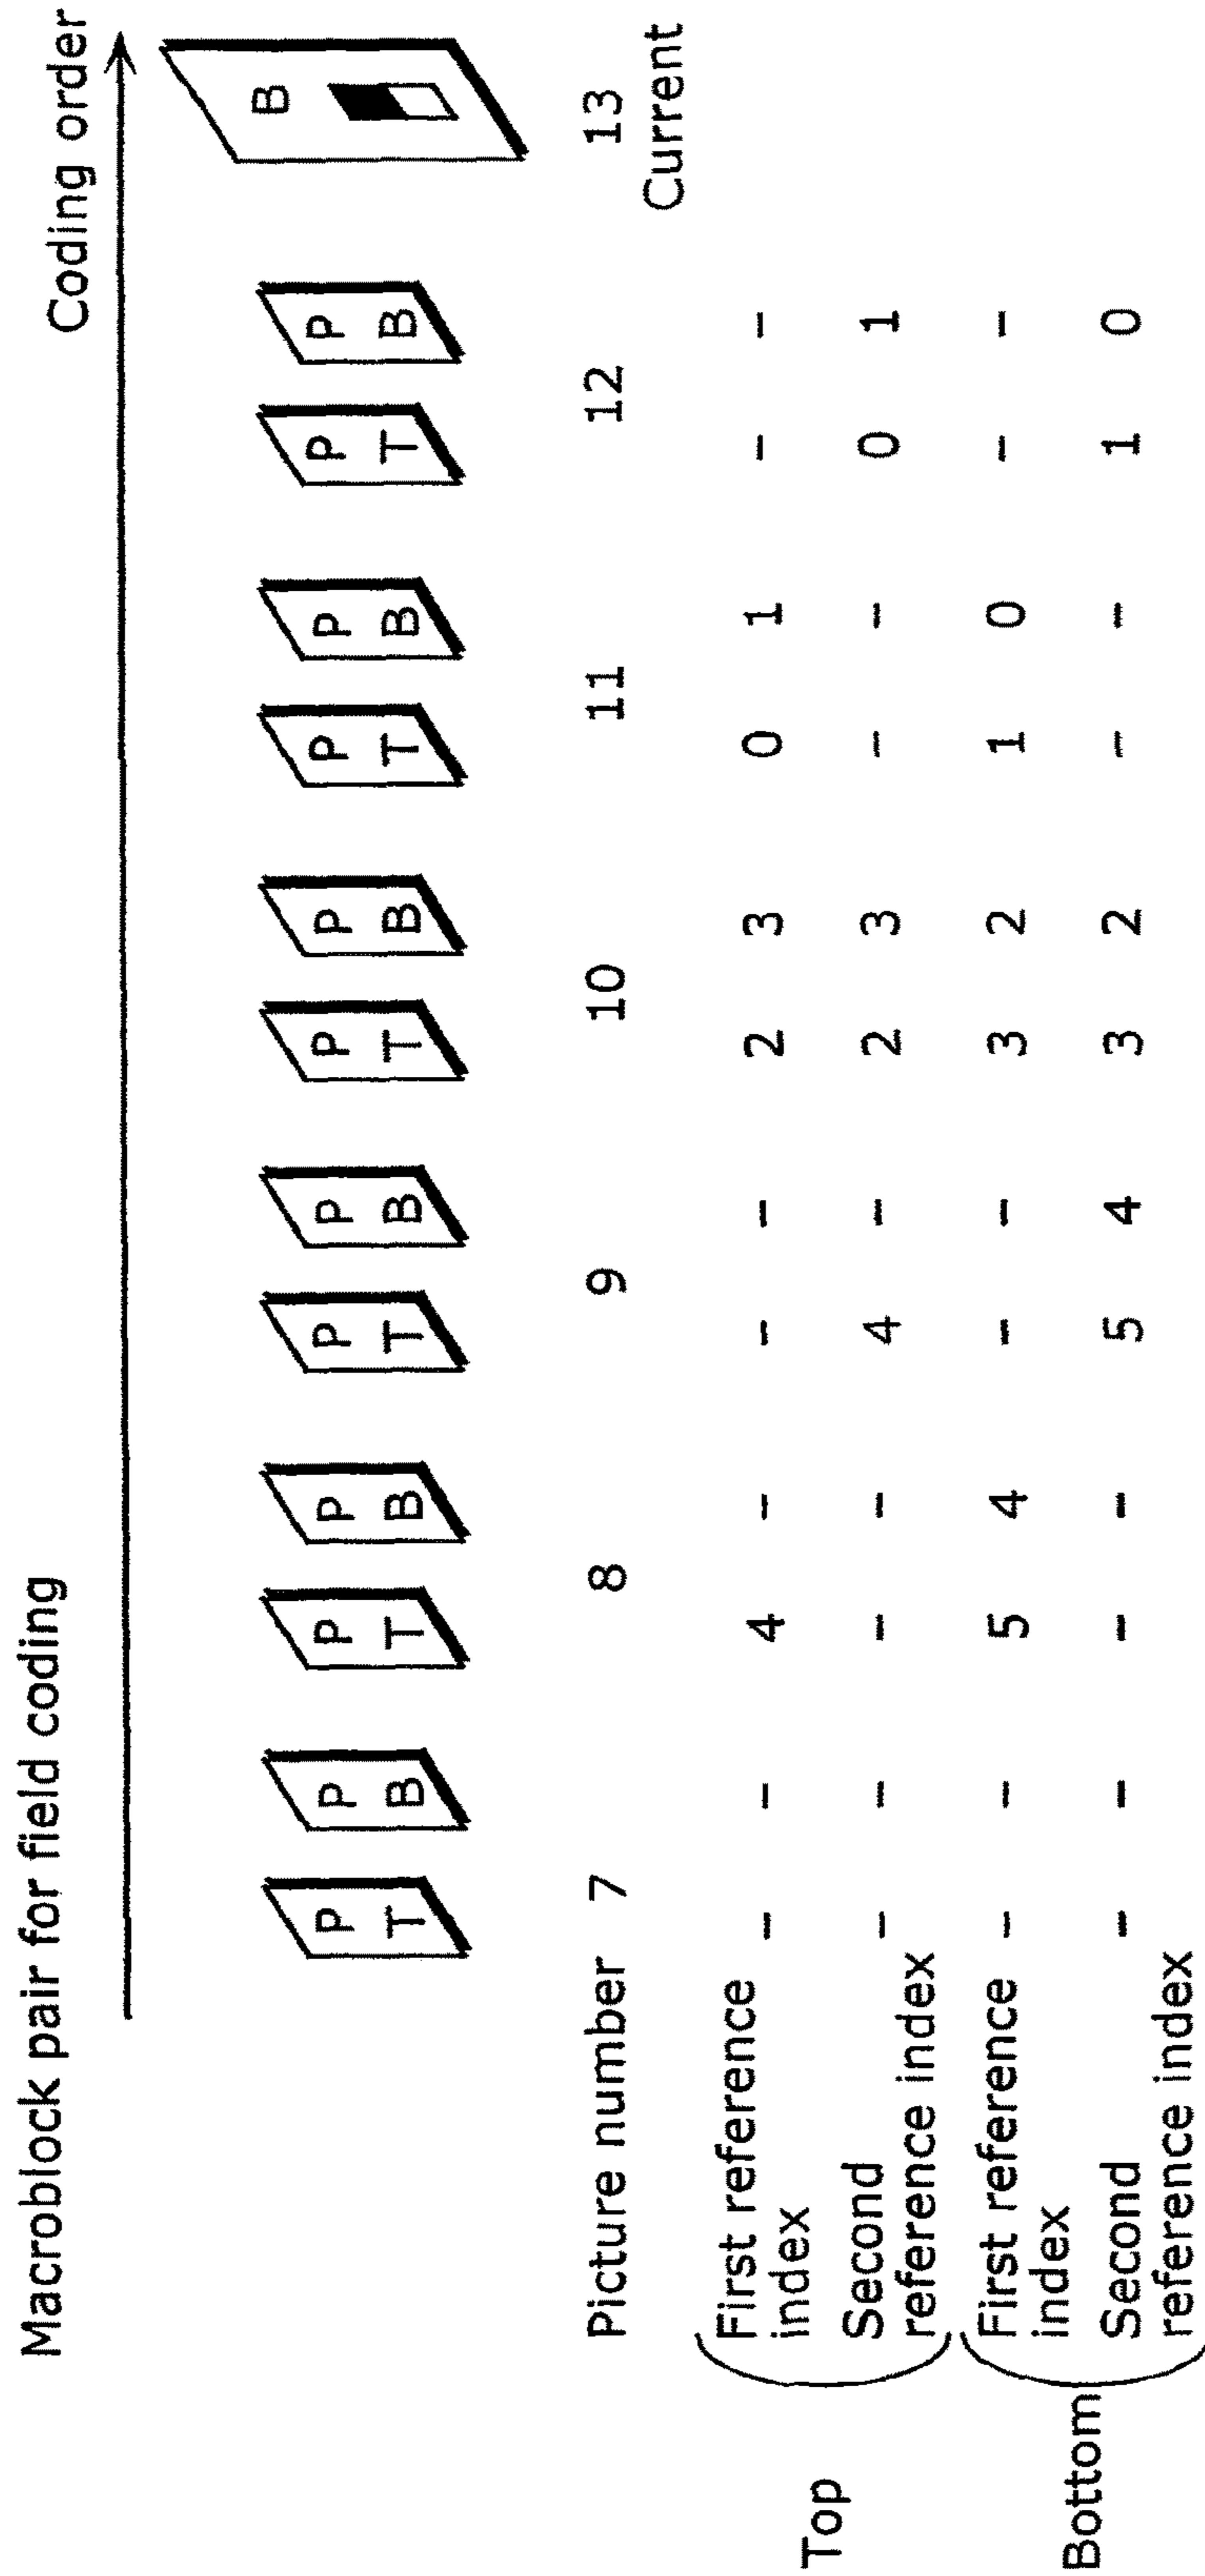 Macroblock pair for field coding
Coding order
P P P P P P P P P P P P B
T B T B T B T B T B T B
Picture number 7 8 9 10 11 12 13
Current
Top
First reference
index
- - 4 - - - 2 3 0 1 - -
Second
reference index
- - - - 4 - 2 3 - - 0 1
Bottom
First reference
index
- - 5 4 - - 3 2 1 0 - -
Second
reference index
- - - - 5 4 3 2 - - 1 0